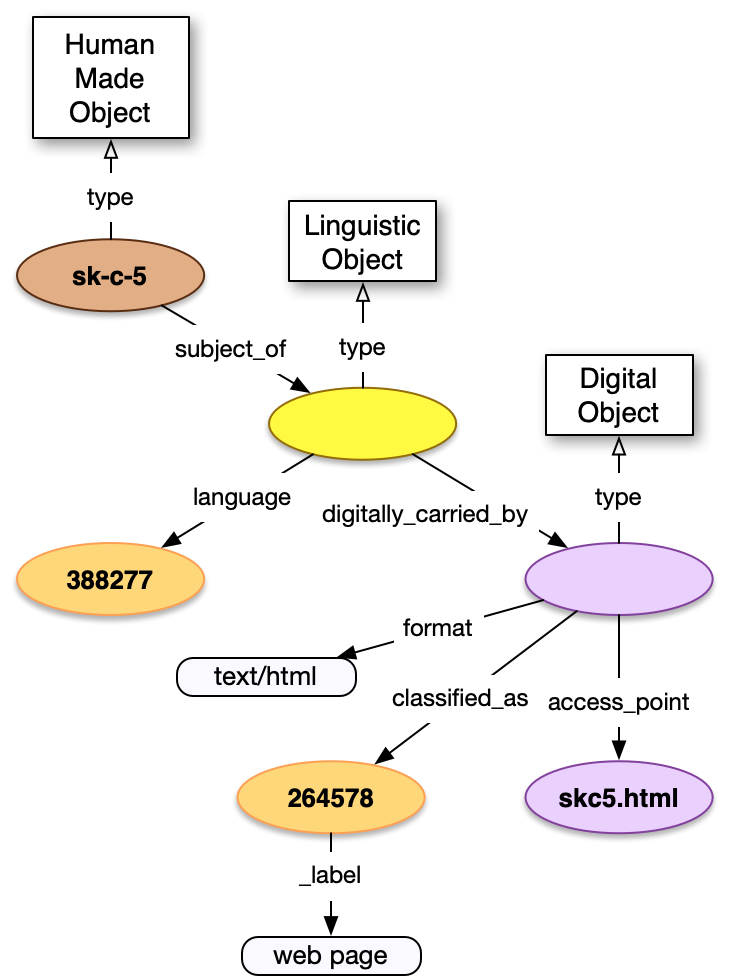 Human
Made
Object
type
sk-c-5
Linguistic
Object
subject_of
type
Digital
Object
language
digitally_carried_by
type
388277
format
text/html
classified_as
access_point
264578
skc5.html
_label
web page